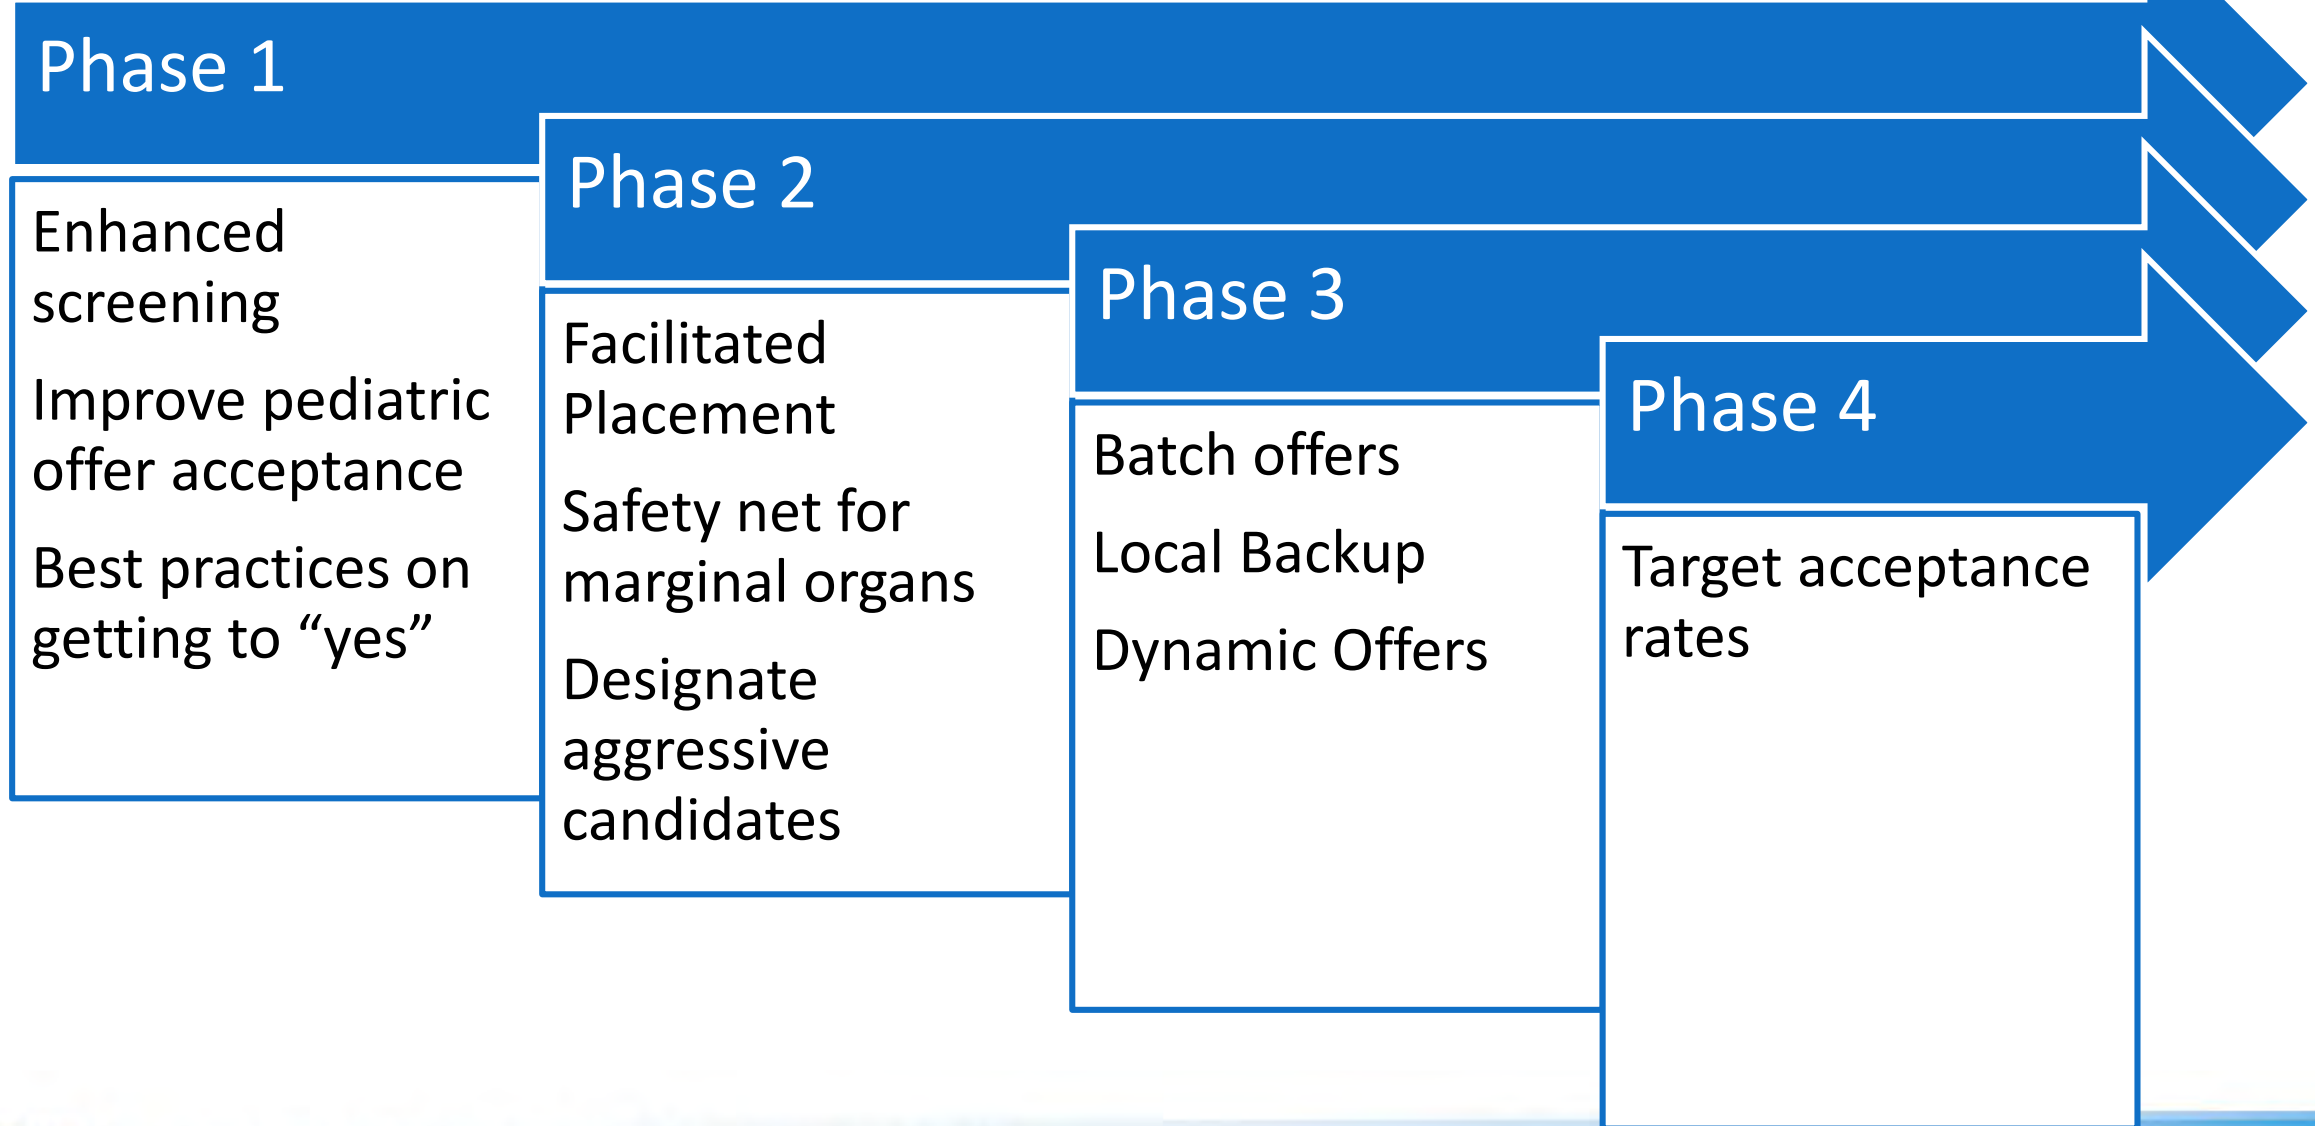 Phase 1
Enhanced
screening
Improve pediatric
offer acceptance
Best practices on
getting to “yes”
Phase 2
Facilitated
Placement
Safety net for
marginal organs
Designate
aggressive
candidates
Phase 3
Batch offers
Local Backup
Dynamic Offers
Phase 4
Target acceptance
rates